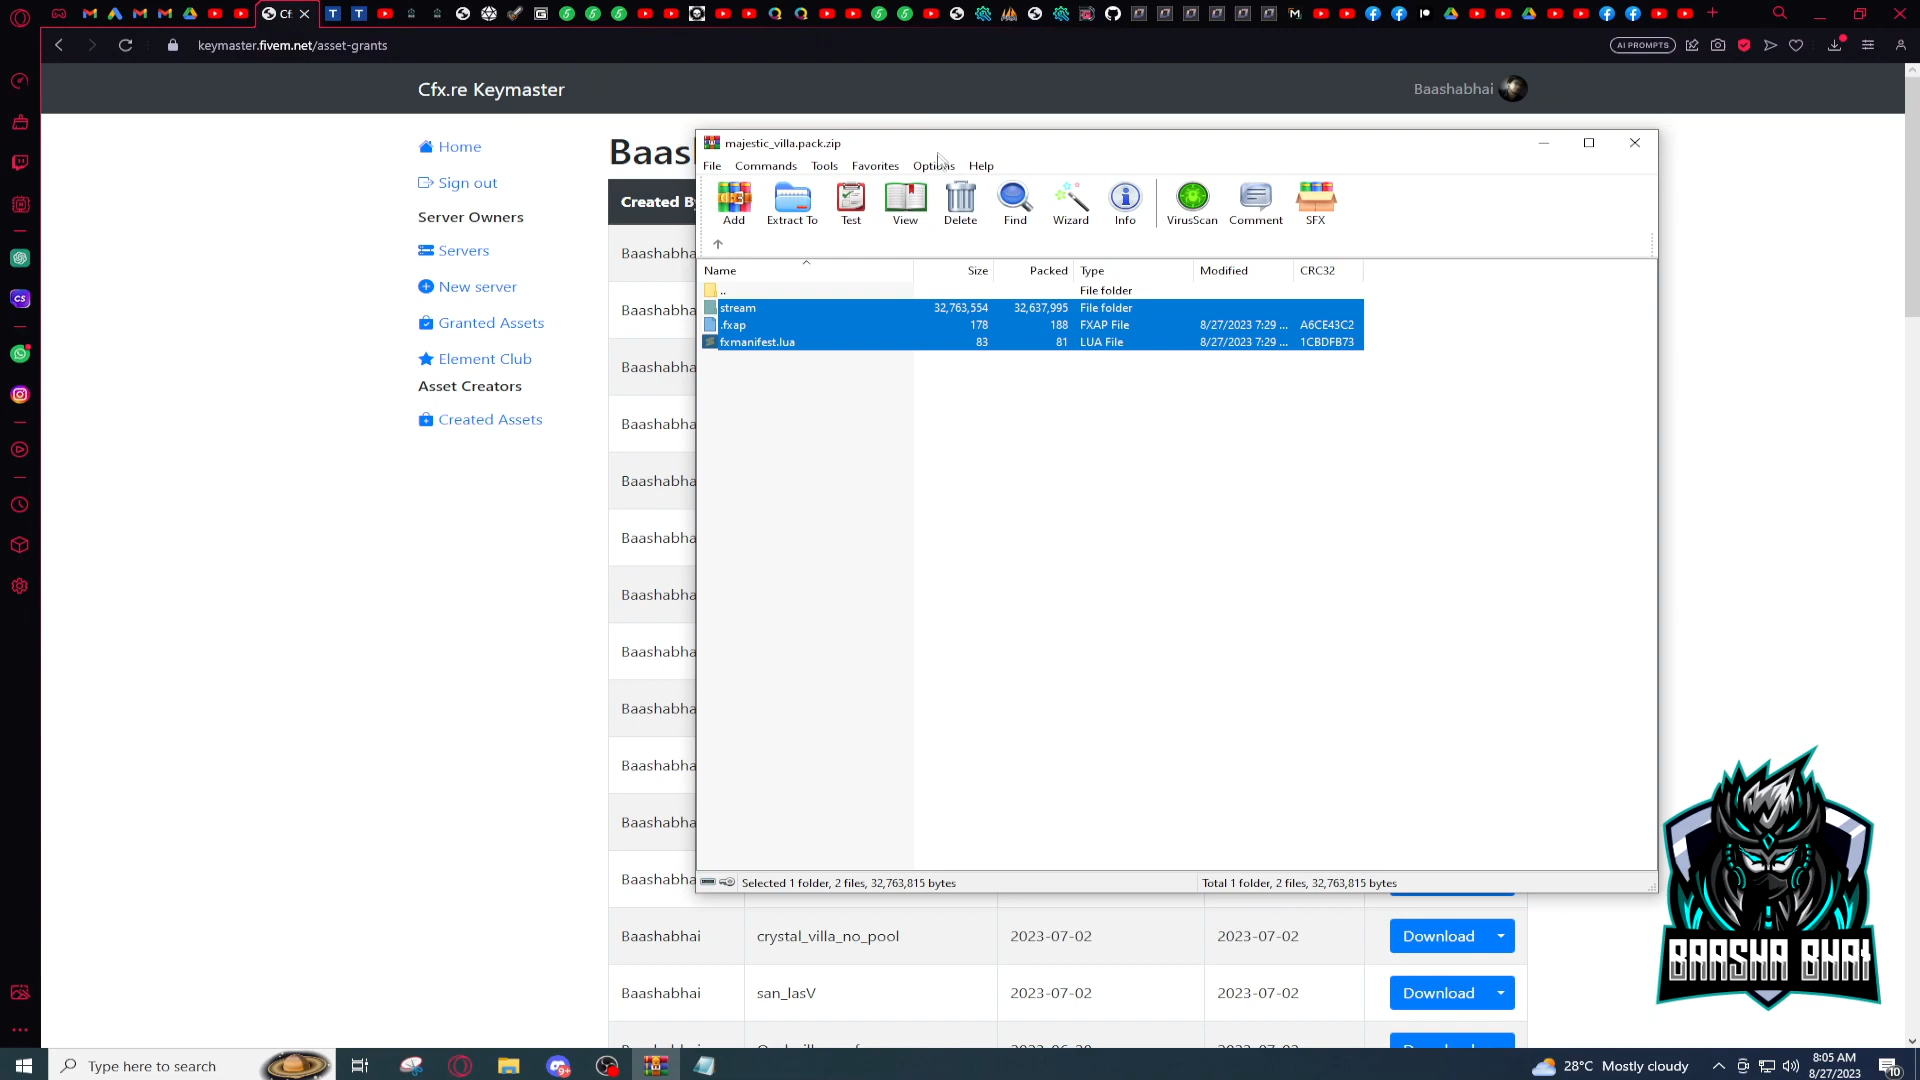 Cf
keymaster.fivem.net/asset-grants
AI PROMPTS
Cfx.re Keymaster
Baashabhai
Home
Sign out
Server Owners
Servers
New server
Granted Assets
Element Club
Asset Creators
Created Assets
Baas
Created B
Baashabha
Baashabha
Baashabha
Baashabha
Baashabha
Baashabha
Baashabha
Baashabha
Baashabha
Baashabha
Baashabha
Baashabha
majestic_villa.pack.zip
File Commands Tools Favorites Options Help
Add Extract To Test View Delete Find Wizard Info VirusScan Comment SFX
Name Size Packed Type Modified CRC32
.. File folder
stream 32,763,554 32,637,995 File folder
.fxap 178 188 FXAP File 8/27/2023 7:29 ... A6CE43C2
fxmanifest.lua 83 81 LUA File 8/27/2023 7:29 ... 1CBDFB73
Selected 1 folder, 2 files, 32,763,815 bytes
Total 1 folder, 2 files, 32,763,815 bytes
Baashabhai crystal_villa_no_pool 2023-07-02 2023-07-02 Download
Baashabhai san_lasV 2023-07-02 2023-07-02 Download
BAASHA BHAI
Type here to search
28°C Mostly cloudy
8:05 AM
8/27/2023
10